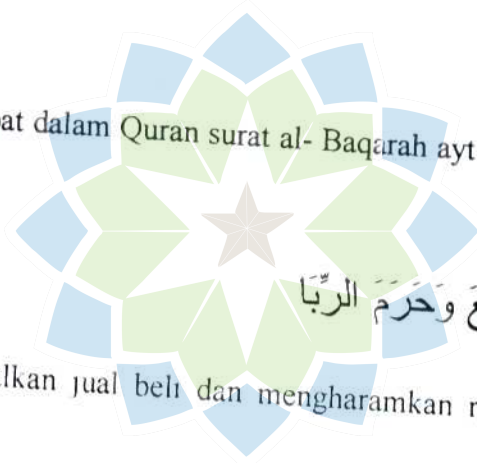 at dalam Quran surat al- Baqarah ayt
وَحَرَمَ الرِّبَا
lkan jual beli dan mengharamkan